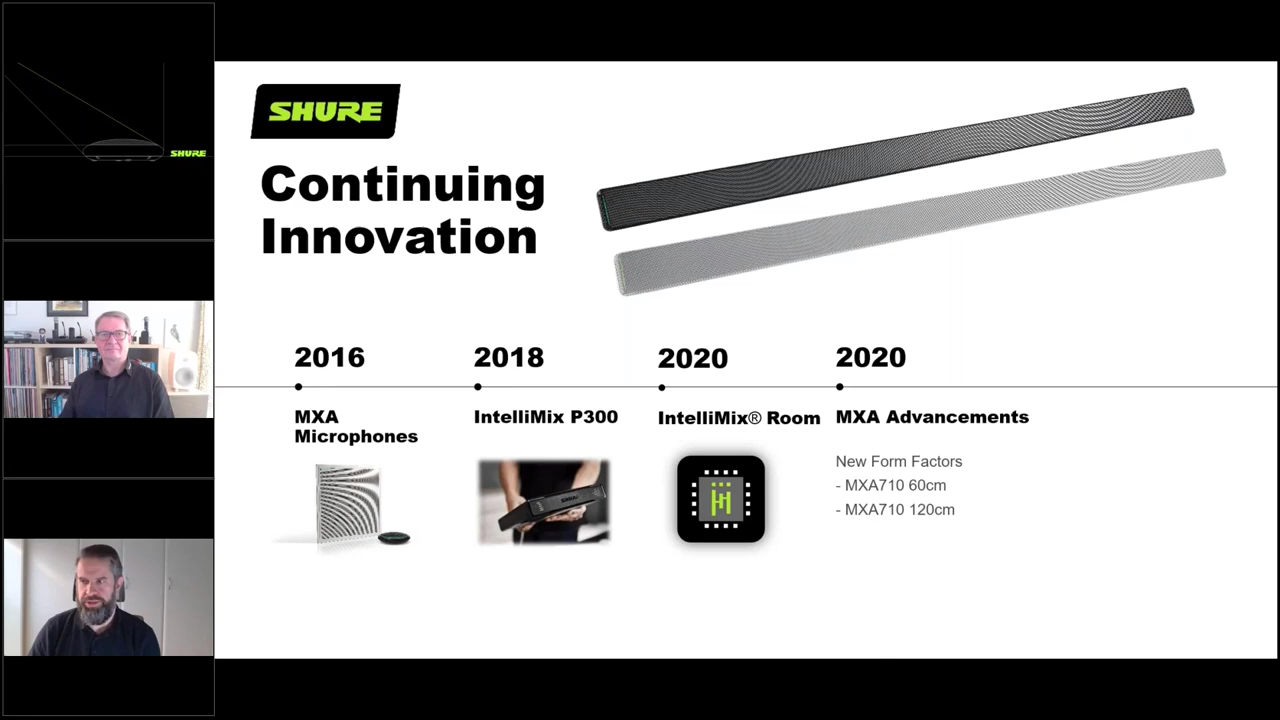 SHURE
SHURE
Continuing
Innovation
2016
2018
2020
2020
MXA
Microphones
IntelliMix P300
IntelliMix® Room
MXA Advancements
New Form Factors
- MXA710 60cm
- MXA710 120cm
SHURE